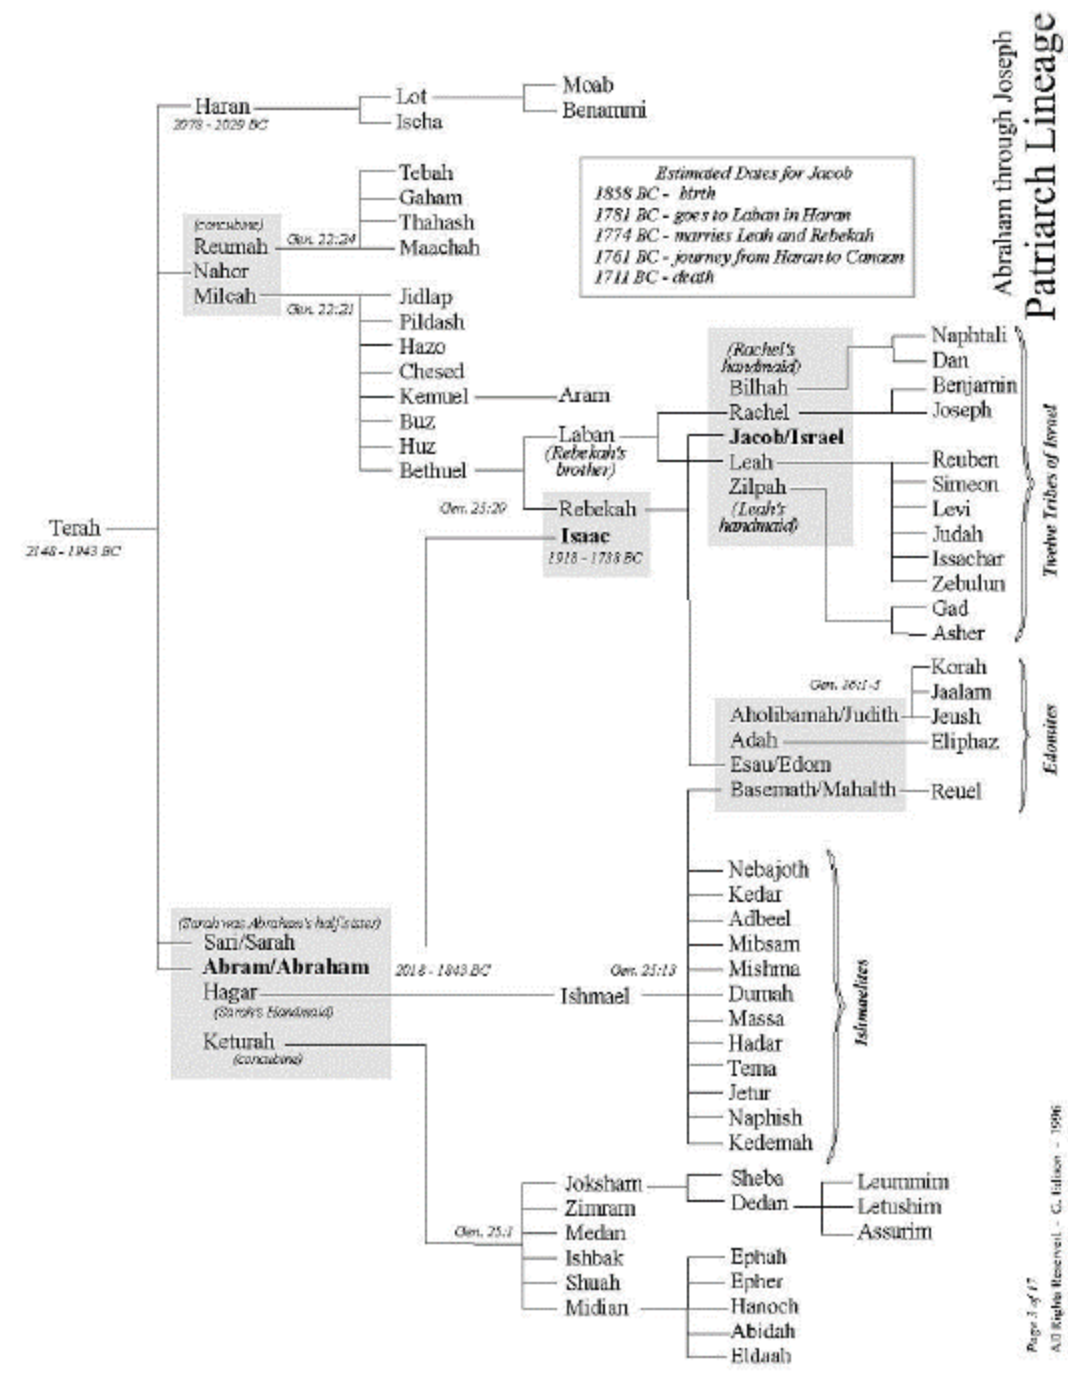 Abraham through Joseph
Patriarch Lineage
Haran
2078 - 2029 BC
Lot
Ischa
Moab
Benammi
Estimated Dates for Jacob
1858 BC - birth
1781 BC - goes to Laban in Haran
1774 BC - marries Leah and Rebekah
1761 BC - journey from Haran to Canaan
1711 BC - death
(concubine)
Reumah
Nahor
Milcah
Gen. 22:24
Gen. 22:21
Tebah
Gaham
Thahash
Maachah
Jidlap
Pildash
Hazo
Chesed
Kemuel
Buz
Huz
Bethuel
Aram
Laban
(Rebekah's
brother)
Gen. 25:20
Rebekah
Isaac
1918 - 1738 BC
(Rachel's
handmaid)
Bilhah
Rachel
Jacob/Israel
Leah
Zilpah
(Leah's
handmaid)
Naphtali
Dan
Benjamin
Joseph
Reuben
Simeon
Levi
Judah
Issachar
Zebulun
Gad
Asher
Twelve Tribes of Israel
Terah
2148 - 1943 BC
Gen. 36:1-5
Aholibamah/Judith
Adah
Esau/Edom
Basemath/Mahalth
Korah
Jaalam
Jeush
Eliphaz
Reuel
Edomites
(Sarah was Abraham's half sister)
Sari/Sarah
Abram/Abraham
Hagar
(Sarah's Handmaid)
Keturah
(concubine)
2018 - 1843 BC
Ishmael
Gen. 25:13
Nebajoth
Kedar
Adbeel
Mibsam
Mishma
Dumah
Massa
Hadar
Tema
Jetur
Naphish
Kedemah
Ishmaelites
Gen. 25:1
Joksham
Zimram
Medan
Ishbak
Shuah
Midian
Sheba
Dedan
Leummim
Letushim
Assurim
Ephah
Epher
Hanoch
Abidah
Eldaah
Page 3 of 17
All Rights Reserved. - G. Edison - 1996